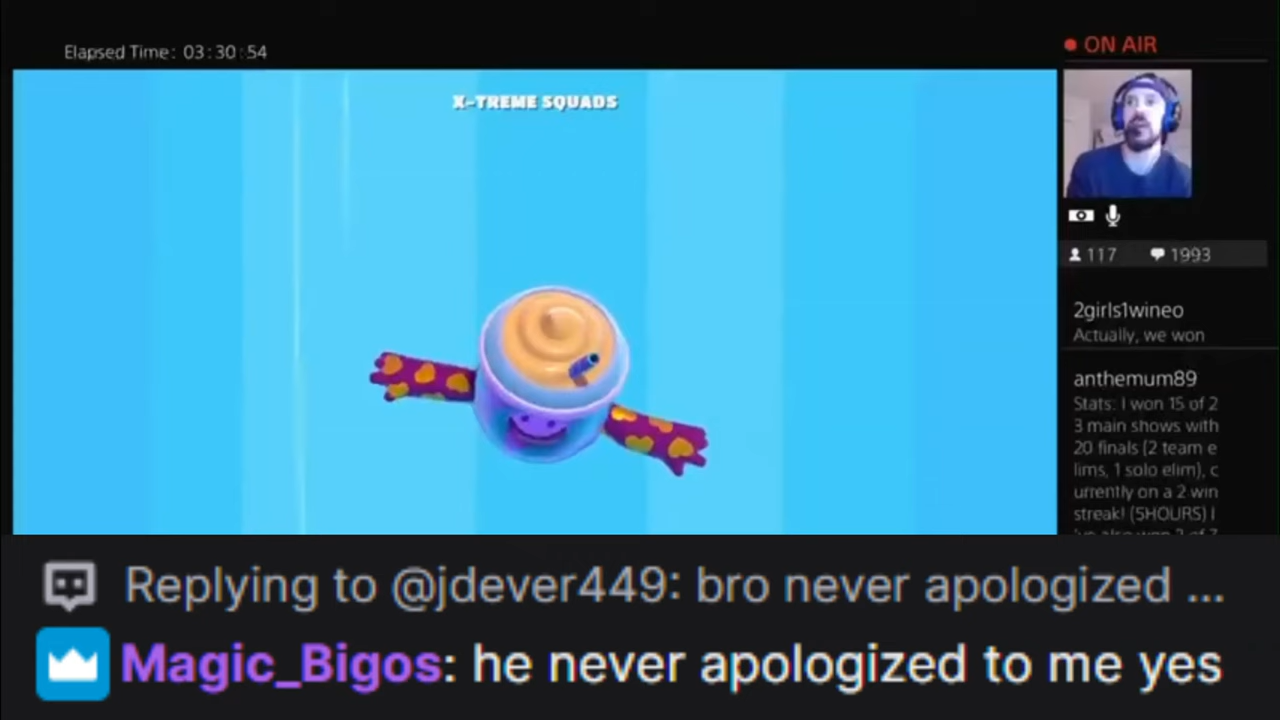 Elapsed Time: 03:30:54
ON AIR
X-TREME SQUADS
117 1993
2girls1wineo
Actually, we won
anthemum89
Stats: I won 15 of 2
3 main shows with
20 finals (2 team e
lims, 1 solo elim), c
urrently on a 2 win
streak! (5HOURS) I
Replying to @jdever449: bro never apologized ...
Magic_Bigos: he never apologized to me yes